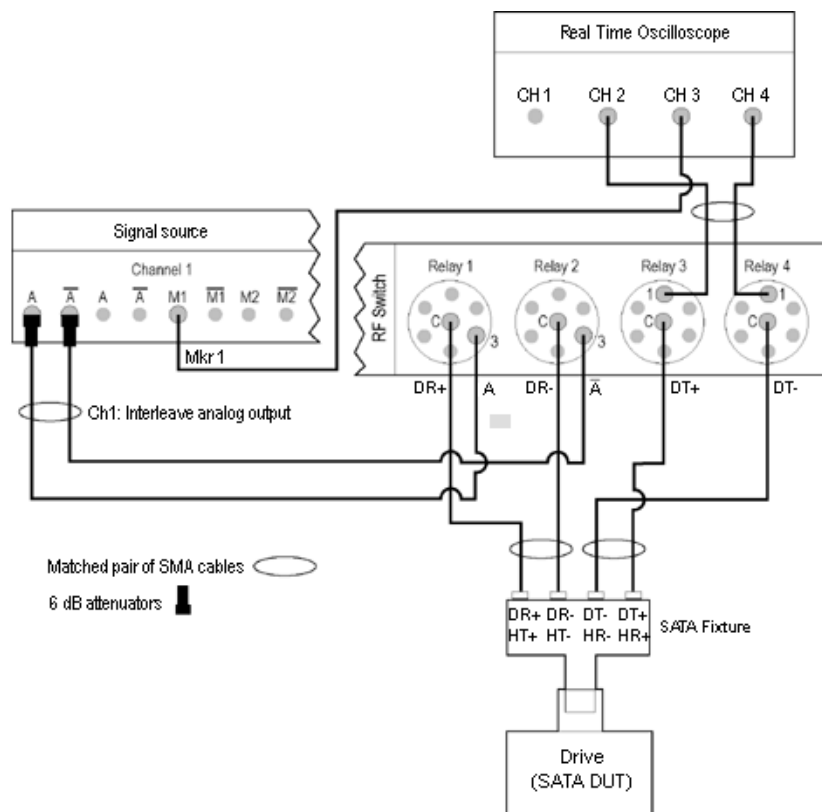 Real Time Oscilloscope
CH 1 CH 2 CH 3 CH 4
Signal source
Channel 1
A A̅ A A̅ M1 M̅1̅ M2 M̅2̅
Mkr 1
RF Switch
Relay 1 Relay 2 Relay 3 Relay 4
1 1
C C C C
3 3
DR+ A DR- A̅ DT+ DT-
Ch1: Interleave analog output
Matched pair of SMA cables
6 dB attenuators
DR+ DR- DT- DT+
HT+ HT- HR- HR+
SATA Fixture
Drive
(SATA DUT)